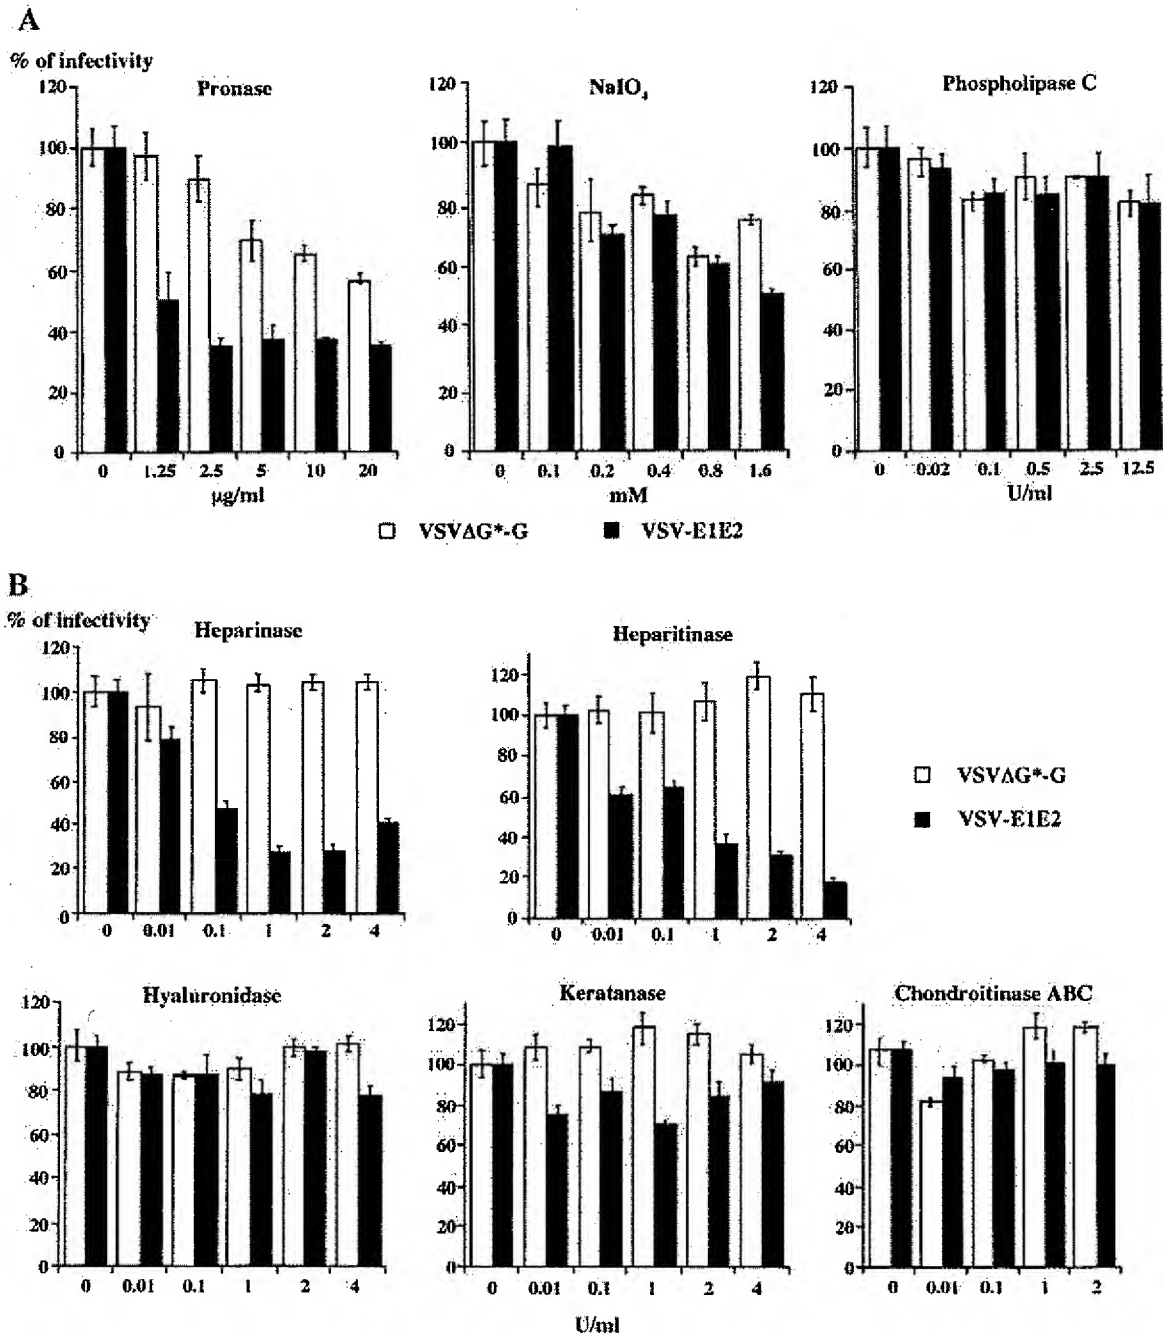 A
% of infectivity
Pronase
120
100
80
60
40
20
0
0 1.25 2.5 5 10 20
µg/ml
NaIO4
120
100
80
60
40
20
0
0 0.1 0.2 0.4 0.8 1.6
mM
Phospholipase C
120
100
80
60
40
20
0
0 0.02 0.1 0.5 2.5 12.5
U/ml
VSVΔG*-G VSV-E1E2
B
% of infectivity
Heparinase
120
100
80
60
40
20
0
0 0.01 0.1 1 2 4
Heparitinase
120
100
80
60
40
20
0
0 0.01 0.1 1 2 4
VSVΔG*-G
VSV-E1E2
Hyaluronidase
120
100
80
60
40
20
0
0 0.01 0.1 1 2 4
Keratanase
120
100
80
60
40
20
0
0 0.01 0.1 1 2 4
Chondroitinase ABC
120
100
80
60
40
20
0
0 0.01 0.1 1 2
U/ml